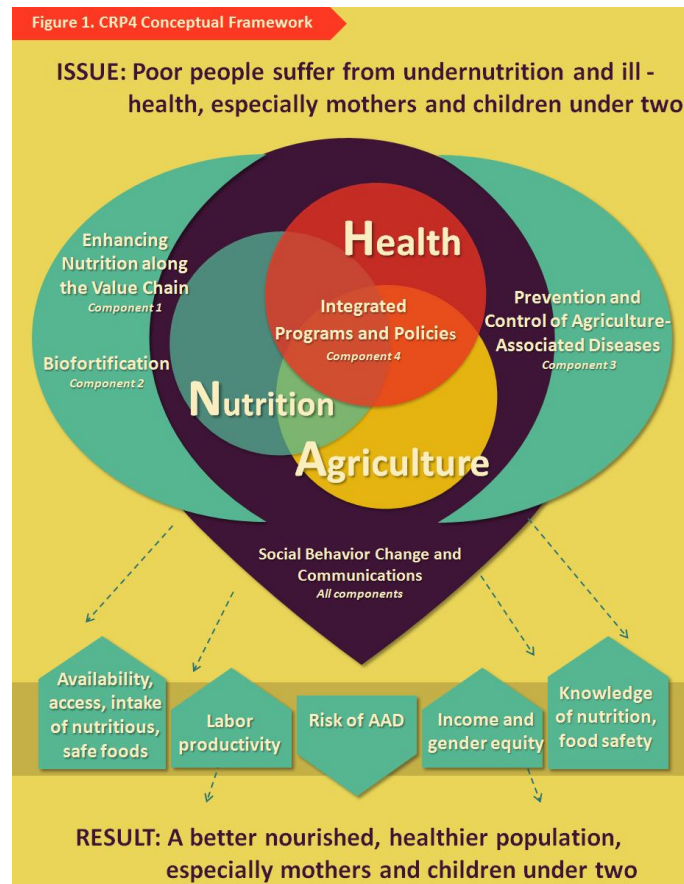 Figure 1. CRP4 Conceptual Framework
ISSUE: Poor people suffer from undernutrition and ill -
health, especially mothers and children under two
Enhancing
Nutrition along
the Value Chain
Component 1
Biofortification
Component 2
Health
Integrated
Programs and Policies
Component 4
Nutrition
Agriculture
Prevention and
Control of Agriculture-
Associated Diseases
Component 3
Social Behavior Change and
Communications
All components
Availability,
access, intake
of nutritious,
safe foods
Labor
productivity
Risk of AAD
Income and
gender equity
Knowledge
of nutrition,
food safety
RESULT: A better nourished, healthier population,
especially mothers and children under two